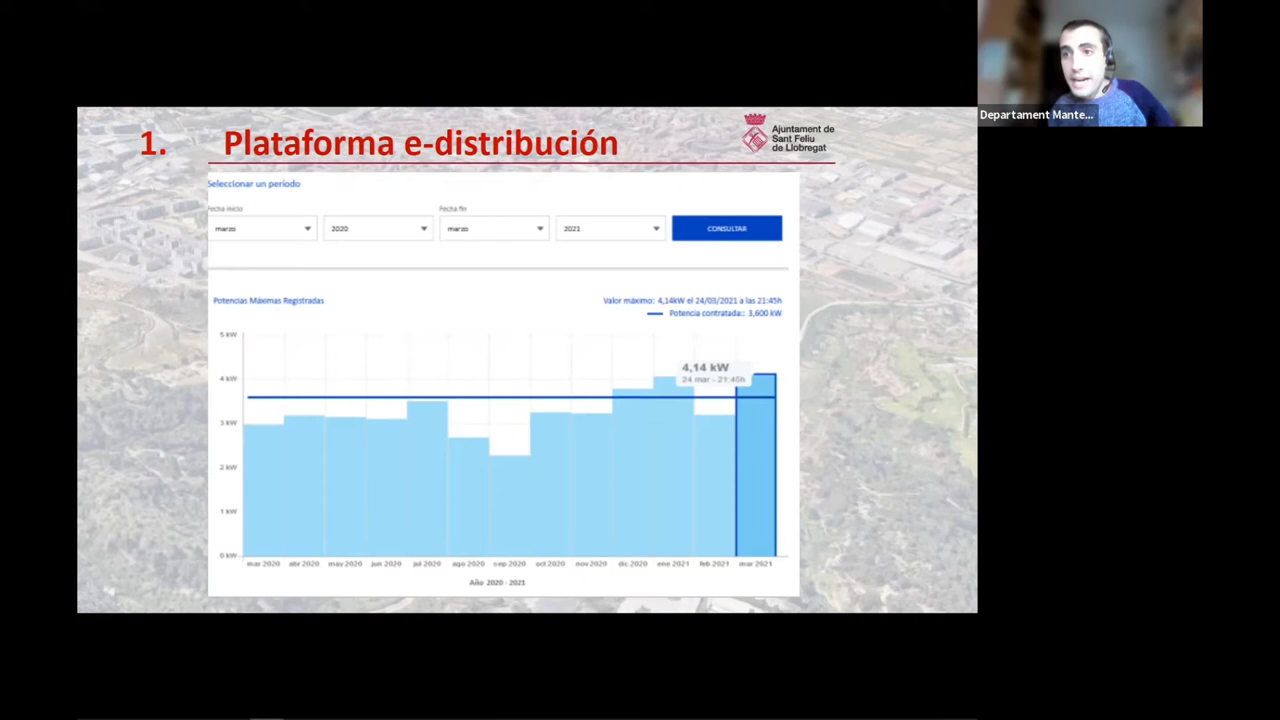 Departament Mante...
1. Plataforma e-distribución
Ajuntament de
Sant Feliu
de Llobregat
Seleccionar un período
Fecha inicio
Fecha fin
marzo
2020
marzo
2021
CONSULTAR
Potencias Máximas Registradas
Valor máximo: 4,14kW el 24/03/2021 a las 21:45h
Potencia contratada:: 3,600 kW
5 kW
4 kW
3 kW
2 kW
1 kW
0 kW
4,14 kW
24 mar - 21:45h
mar 2020
abr 2020
may 2020
jun 2020
jul 2020
ago 2020
sep 2020
oct 2020
nov 2020
dic 2020
ene 2021
feb 2021
mar 2021
Año 2020 - 2021